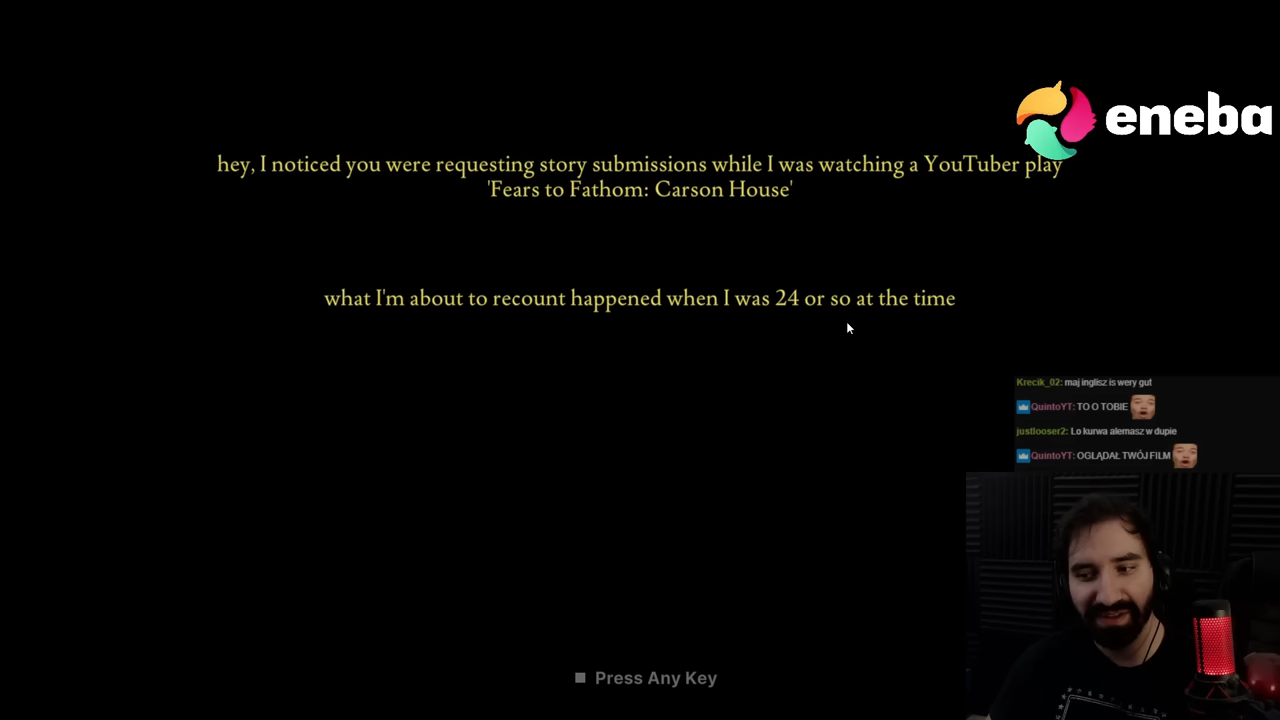 eneba
hey, I noticed you were requesting story submissions while I was watching a YouTuber play
'Fears to Fathom: Carson House'
what I'm about to recount happened when I was 24 or so at the time
Krecik_02: maj inglisz is wery gut
QuintoYT: TO O TOBIE
justlooser2: Lo kurwa alemasz w dupie
QuintoYT: OGLĄDAŁ TWÓJ FILM
Press Any Key